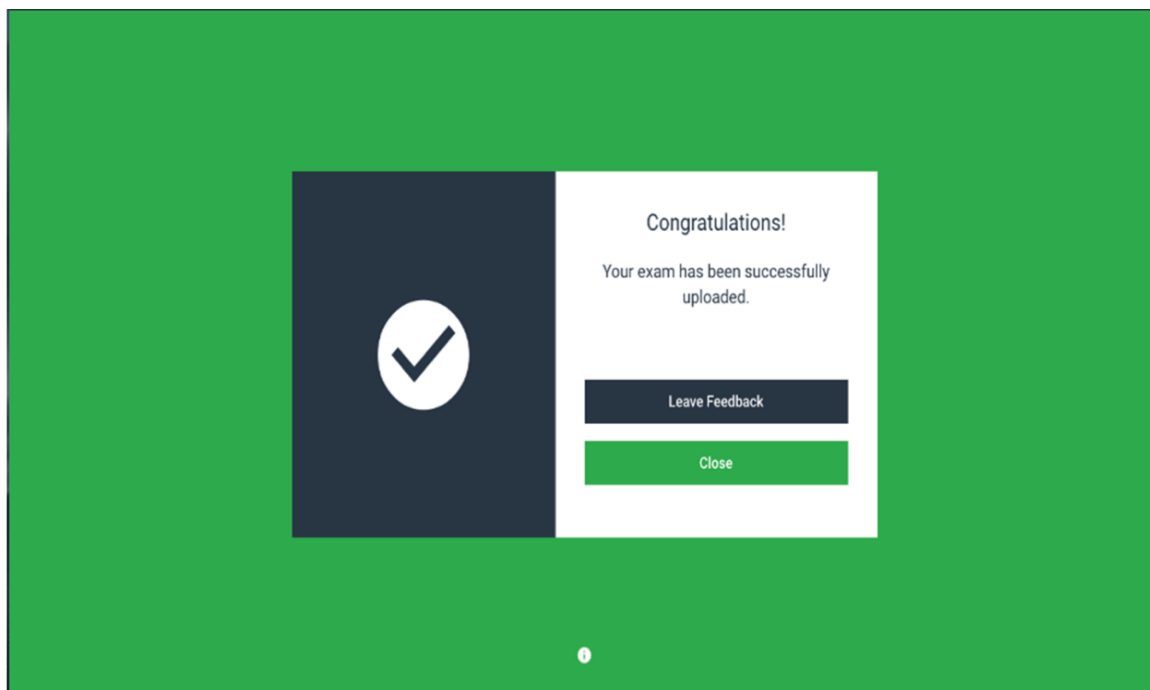 Congratulations!
Your exam has been successfully
uploaded.
Leave Feedback
Close